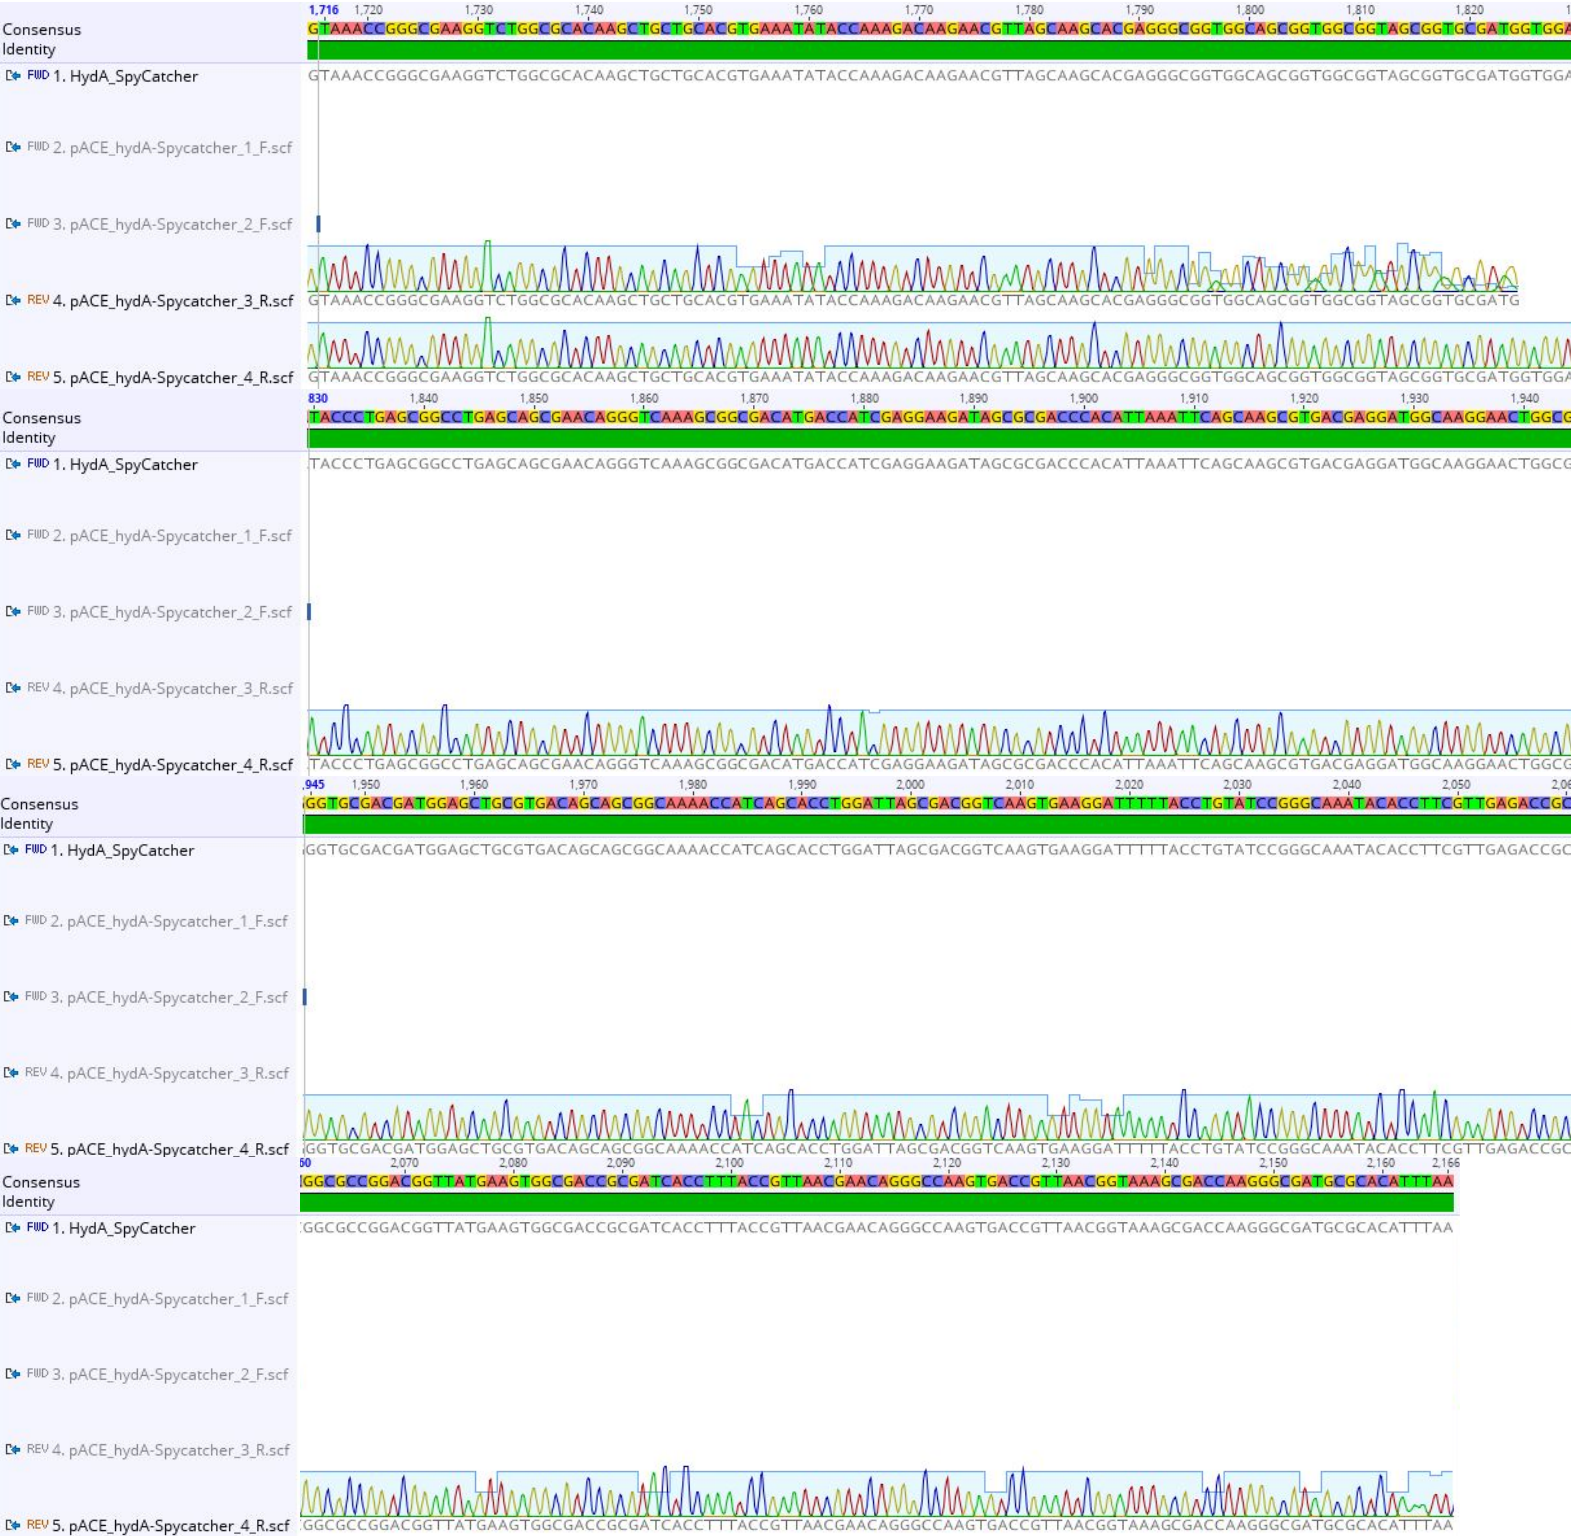 1,716 1,720 1,730 1,740 1,750 1,760 1,770 1,780 1,790 1,800 1,810 1,820
Consensus GTAAACCGGGCGAAGGTCTGGCGCACAAGCTGCTGCACGTGAAATATACCAAAGACAAGAACGTTAGCAAGCACGAGGGCGGTGGCAGCGGTGGCGGTAGCGGTGCGATGGTGGA
Identity
FWD 1. HydA_SpyCatcher GTAAACCGGGCGAAGGTCTGGCGCACAAGCTGCTGCACGTGAAATATACCAAAGACAAGAACGTTAGCAAGCACGAGGGCGGTGGCAGCGGTGGCGGTAGCGGTGCGATGGTGGA
FWD 2. pACE_hydA-Spycatcher_1_F.scf
FWD 3. pACE_hydA-Spycatcher_2_F.scf
REV 4. pACE_hydA-Spycatcher_3_R.scf GTAAACCGGGCGAAGGTCTGGCGCACAAGCTGCTGCACGTGAAATATACCAAAGACAAGAACGTTAGCAAGCACGAGGGCGGTGGCAGCGGTGGCGGTAGCGGTGCGATG
REV 5. pACE_hydA-Spycatcher_4_R.scf GTAAACCGGGCGAAGGTCTGGCGCACAAGCTGCTGCACGTGAAATATACCAAAGACAAGAACGTTAGCAAGCACGAGGGCGGTGGCAGCGGTGGCGGTAGCGGTGCGATGGTGGA
830 1,840 1,850 1,860 1,870 1,880 1,890 1,900 1,910 1,920 1,930 1,940
Consensus TACCCTGAGCGGCCTGAGCAGCGAACAGGGTCAAAGCGGCGACATGACCATCGAGGAAGATAGCGCGACCCACATTAAATTCAGCAAGCGTGACGAGGATGGCAAGGAACTGGCG
Identity
FWD 1. HydA_SpyCatcher TACCCTGAGCGGCCTGAGCAGCGAACAGGGTCAAAGCGGCGACATGACCATCGAGGAAGATAGCGCGACCCACATTAAATTCAGCAAGCGTGACGAGGATGGCAAGGAACTGGCG
FWD 2. pACE_hydA-Spycatcher_1_F.scf
FWD 3. pACE_hydA-Spycatcher_2_F.scf
REV 4. pACE_hydA-Spycatcher_3_R.scf
REV 5. pACE_hydA-Spycatcher_4_R.scf TACCCTGAGCGGCCTGAGCAGCGAACAGGGTCAAAGCGGCGACATGACCATCGAGGAAGATAGCGCGACCCACATTAAATTCAGCAAGCGTGACGAGGATGGCAAGGAACTGGCG
945 1,950 1,960 1,970 1,980 1,990 2,000 2,010 2,020 2,030 2,040 2,050 2,06
Consensus GGTGCGACGATGGAGCTGCGTGACAGCAGCGGCAAAACCATCAGCACCTGGATTAGCGACGGTCAAGTGAAGGATTTTTACCTGTATCCGGGCAAATACACCTTCGTTGAGACCGC
Identity
FWD 1. HydA_SpyCatcher GGTGCGACGATGGAGCTGCGTGACAGCAGCGGCAAAACCATCAGCACCTGGATTAGCGACGGTCAAGTGAAGGATTTTTACCTGTATCCGGGCAAATACACCTTCGTTGAGACCGC
FWD 2. pACE_hydA-Spycatcher_1_F.scf
FWD 3. pACE_hydA-Spycatcher_2_F.scf
REV 4. pACE_hydA-Spycatcher_3_R.scf
REV 5. pACE_hydA-Spycatcher_4_R.scf GGTGCGACGATGGAGCTGCGTGACAGCAGCGGCAAAACCATCAGCACCTGGATTAGCGACGGTCAAGTGAAGGATTTTTACCTGTATCCGGGCAAATACACCTTCGTTGAGACCGC
60 2,070 2,080 2,090 2,100 2,110 2,120 2,130 2,140 2,150 2,160 2,166
Consensus GGCGCCGGACGGTTATGAAGTGGCGACCGCGATCACCTTTACCGTTAACGAACAGGGCCAAGTGACCGTTAACGGTAAAGCGACCAAGGGCGATGCGCACATTTAA
Identity
FWD 1. HydA_SpyCatcher GGCGCCGGACGGTTATGAAGTGGCGACCGCGATCACCTTTACCGTTAACGAACAGGGCCAAGTGACCGTTAACGGTAAAGCGACCAAGGGCGATGCGCACATTTAA
FWD 2. pACE_hydA-Spycatcher_1_F.scf
FWD 3. pACE_hydA-Spycatcher_2_F.scf
REV 4. pACE_hydA-Spycatcher_3_R.scf
REV 5. pACE_hydA-Spycatcher_4_R.scf GGCGCCGGACGGTTATGAAGTGGCGACCGCGATCACCTTTACCGTTAACGAACAGGGCCAAGTGACCGTTAACGGTAAAGCGACCAAGGGCGATGCGCACATTTAA